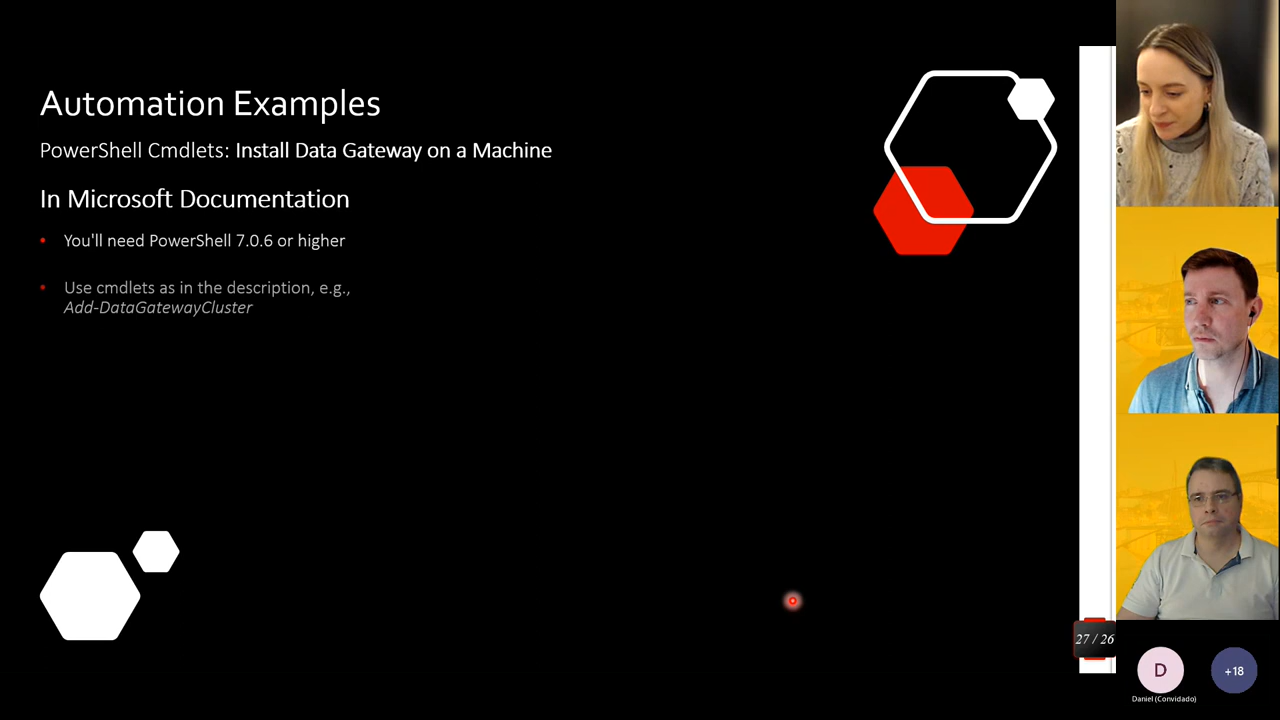 Automation Examples
PowerShell Cmdlets: Install Data Gateway on a Machine
In Microsoft Documentation
• You'll need PowerShell 7.0.6 or higher
• Use cmdlets as in the description, e.g.,
Add-DataGatewayCluster
27 / 26
D
+18
Daniel (Convidado)